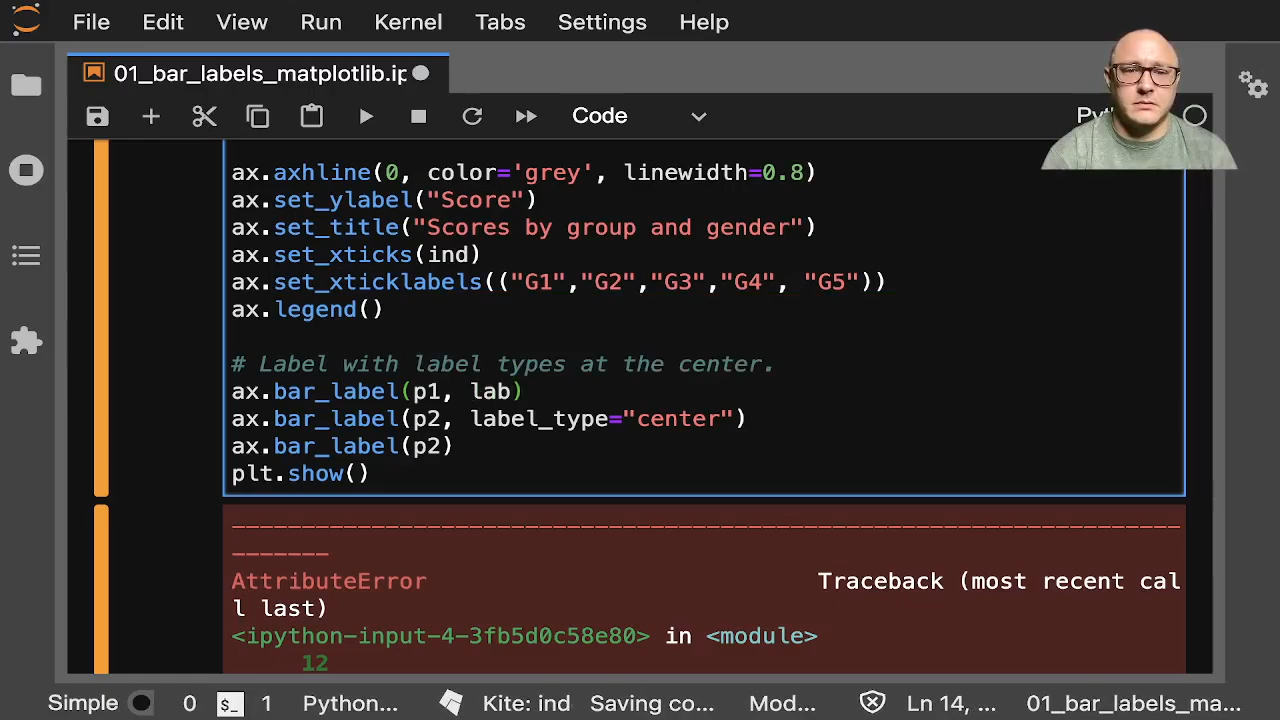 File Edit View Run Kernel Tabs Settings Help
01_bar_labels_matplotlib.ip
Code
ax.axhline(0, color='grey', linewidth=0.8)
ax.set_ylabel("Score")
ax.set_title("Scores by group and gender")
ax.set_xticks(ind)
ax.set_xticklabels(("G1","G2","G3","G4", "G5"))
ax.legend()
# Label with label types at the center.
ax.bar_label(p1, lab)
ax.bar_label(p2, label_type="center")
ax.bar_label(p2)
plt.show()
---------------------------------------------------------------------------
AttributeError Traceback (most recent cal
l last)
<ipython-input-4-3fb5d0c58e80> in <module>
12
Simple 0 $_ 1 Python... Kite: ind Saving co... Mod... Ln 14, ... 01_bar_labels_ma...